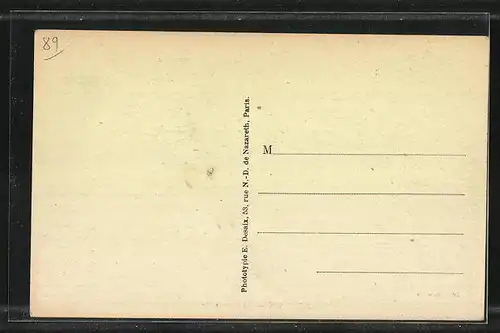 89
Phototypie E. Desaix, 53, rue N.-D. de Nazareth, Paris.
M